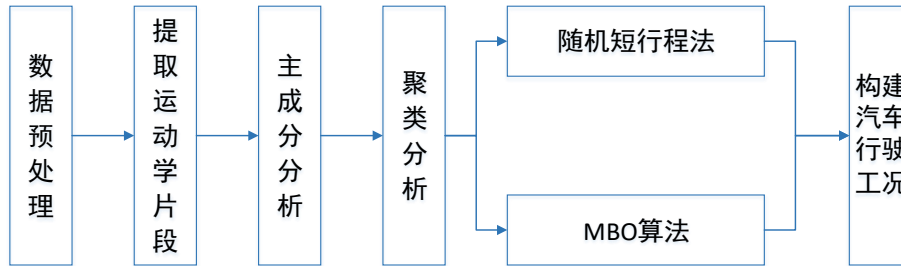 数据预处理
提取运动学片段
主成分分析
聚类分析
随机短行程法
MBO算法
构建
汽车
行驶
工况